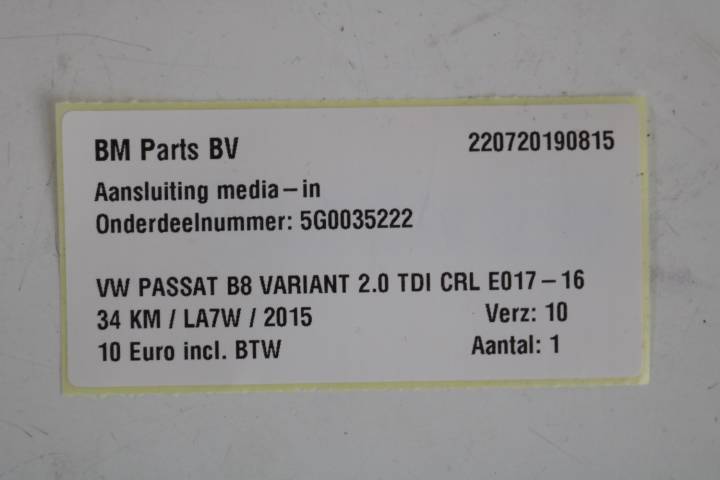 BM Parts BV 220720190815
Aansluiting media-in
Onderdeelnummer: 5G0035222
VW PASSAT B8 VARIANT 2.0 TDI CRL E017-16
34 KM / LA7W / 2015 Verz: 10
10 Euro incl. BTW Aantal: 1